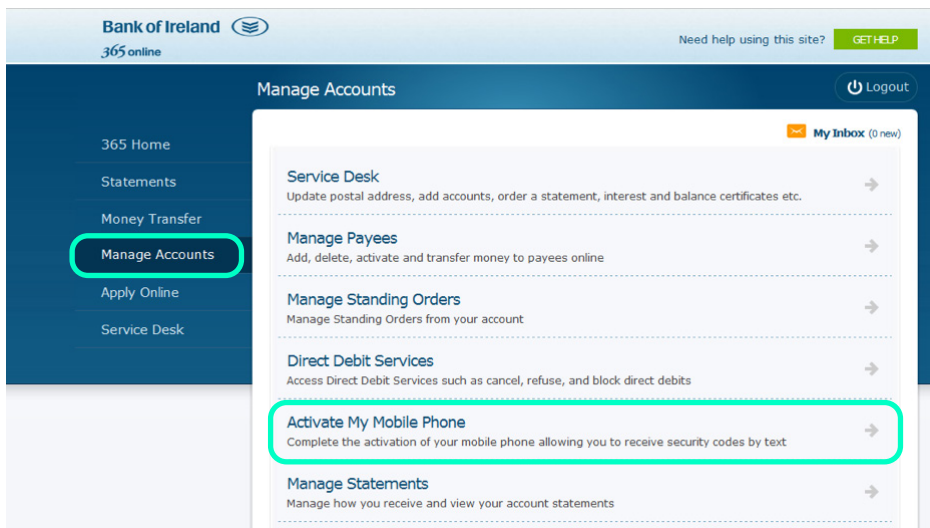 Bank of Ireland
365 online
Need help using this site? GET HELP
Manage Accounts
Logout
My Inbox (0 new)
365 Home
Statements
Money Transfer
Manage Accounts
Apply Online
Service Desk
Service Desk
Update postal address, add accounts, order a statement, interest and balance certificates etc.
Manage Payees
Add, delete, activate and transfer money to payees online
Manage Standing Orders
Manage Standing Orders from your account
Direct Debit Services
Access Direct Debit Services such as cancel, refuse, and block direct debits
Activate My Mobile Phone
Complete the activation of your mobile phone allowing you to receive security codes by text
Manage Statements
Manage how you receive and view your account statements